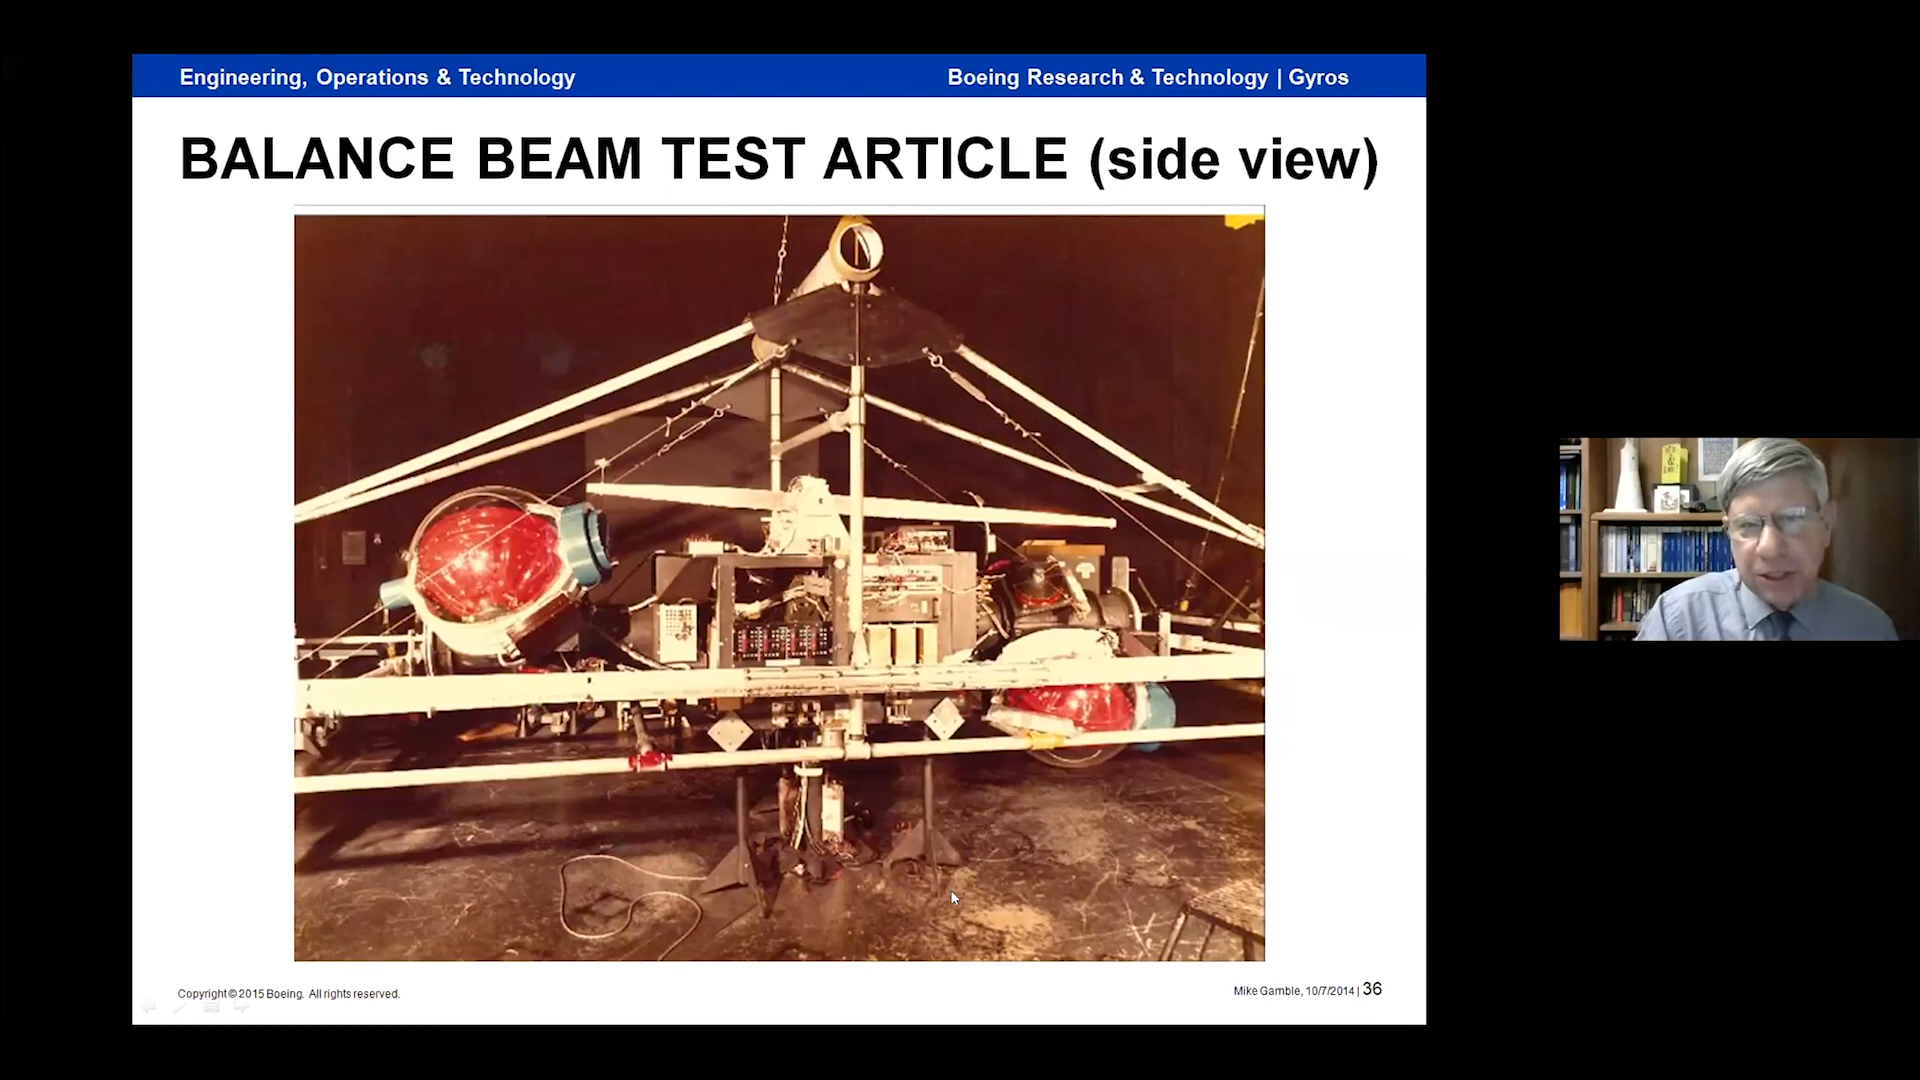 Engineering, Operations & Technology
Boeing Research & Technology | Gyros
BALANCE BEAM TEST ARTICLE (side view)
Copyright © 2015 Boeing. All rights reserved.
Mike Gamble, 10/7/2014 | 36